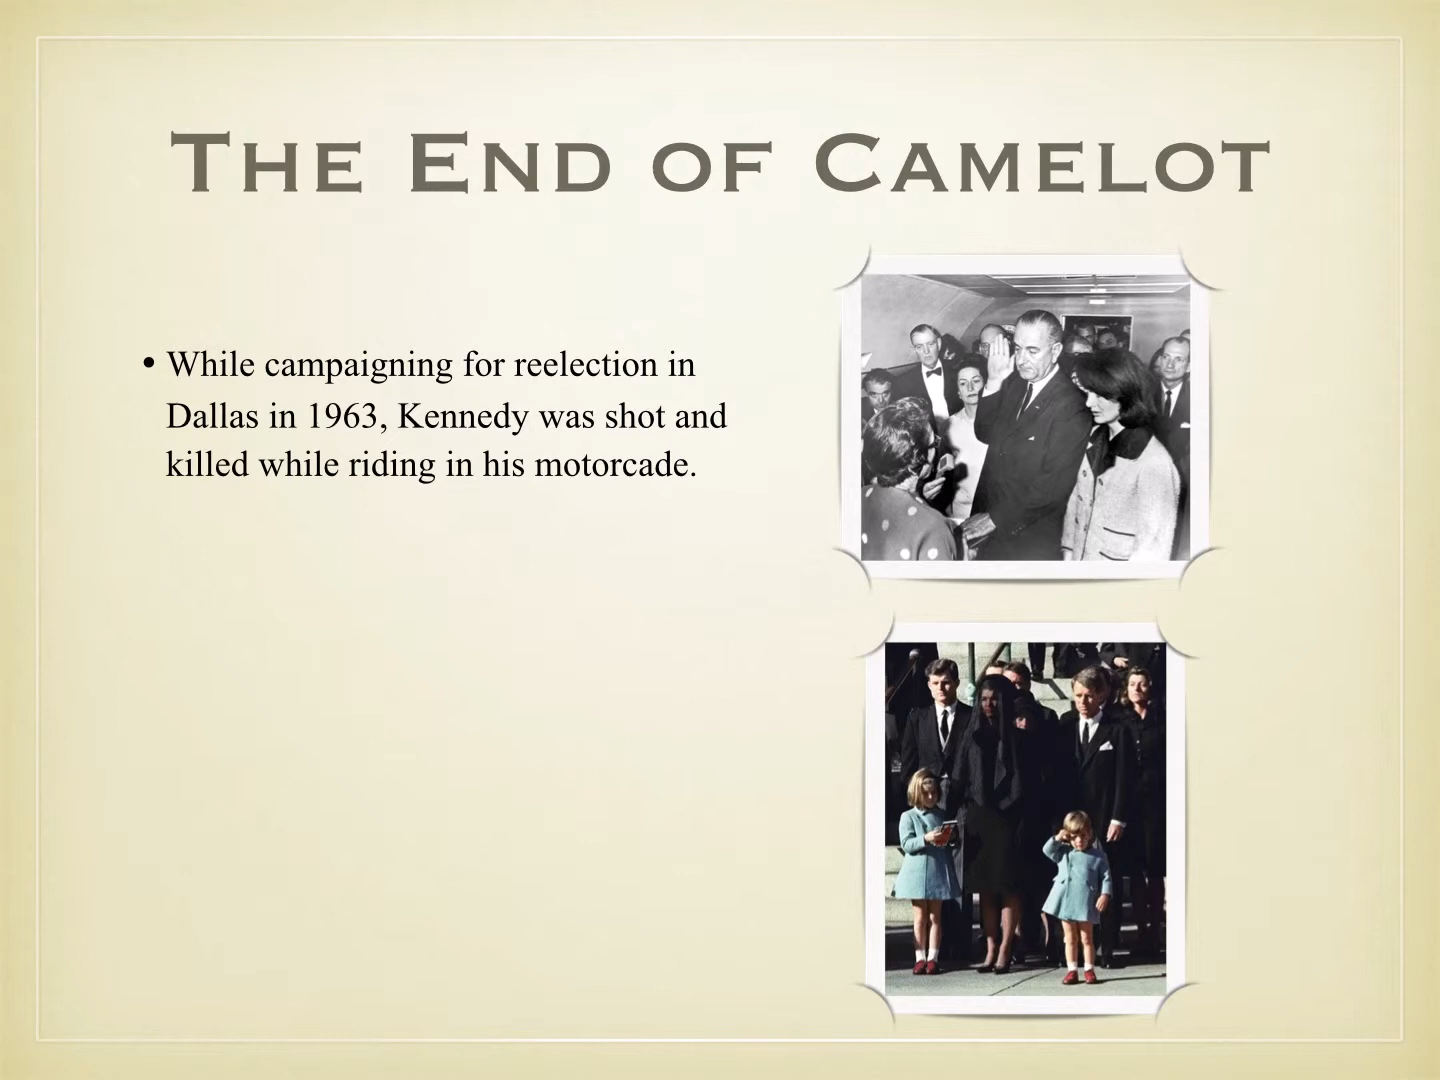 The End of Camelot
• While campaigning for reelection in
Dallas in 1963, Kennedy was shot and
killed while riding in his motorcade.